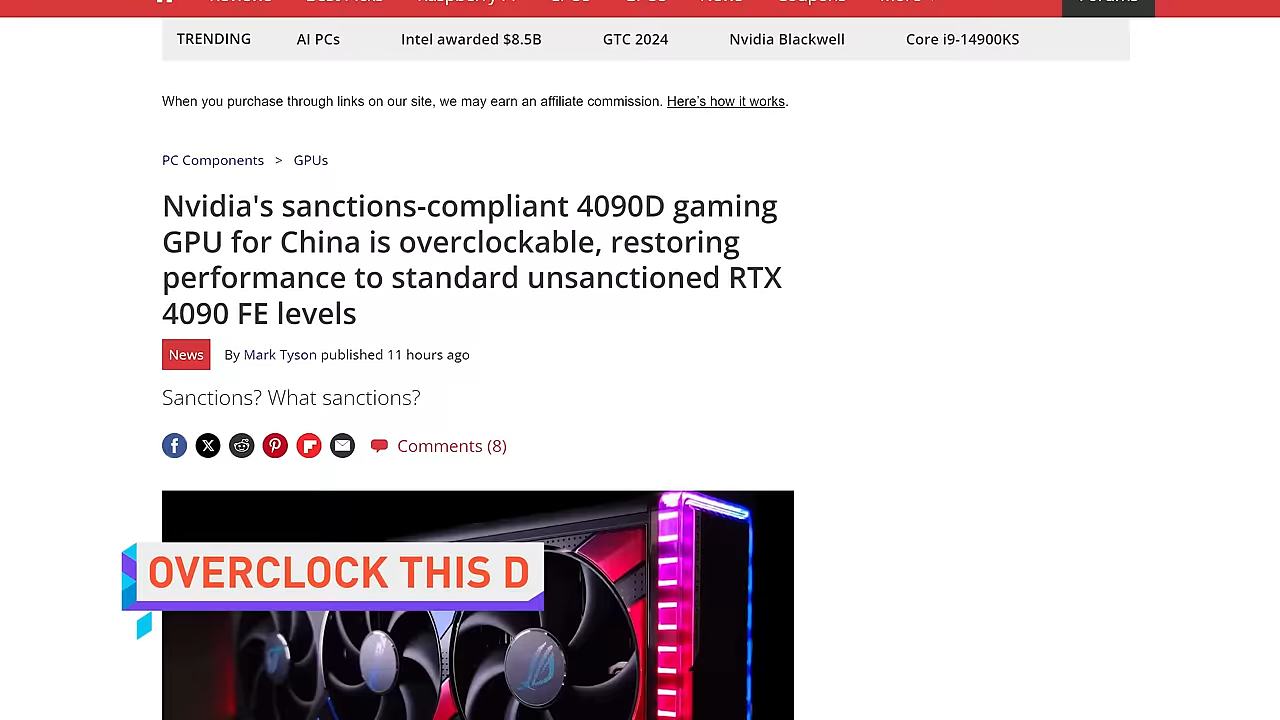 TRENDING AI PCs Intel awarded $8.5B GTC 2024 Nvidia Blackwell Core i9-14900KS
When you purchase through links on our site, we may earn an affiliate commission. Here's how it works.
PC Components > GPUs
Nvidia's sanctions-compliant 4090D gaming
GPU for China is overclockable, restoring
performance to standard unsanctioned RTX
4090 FE levels
News By Mark Tyson published 11 hours ago
Sanctions? What sanctions?
Comments (8)
OVERCLOCK THIS D